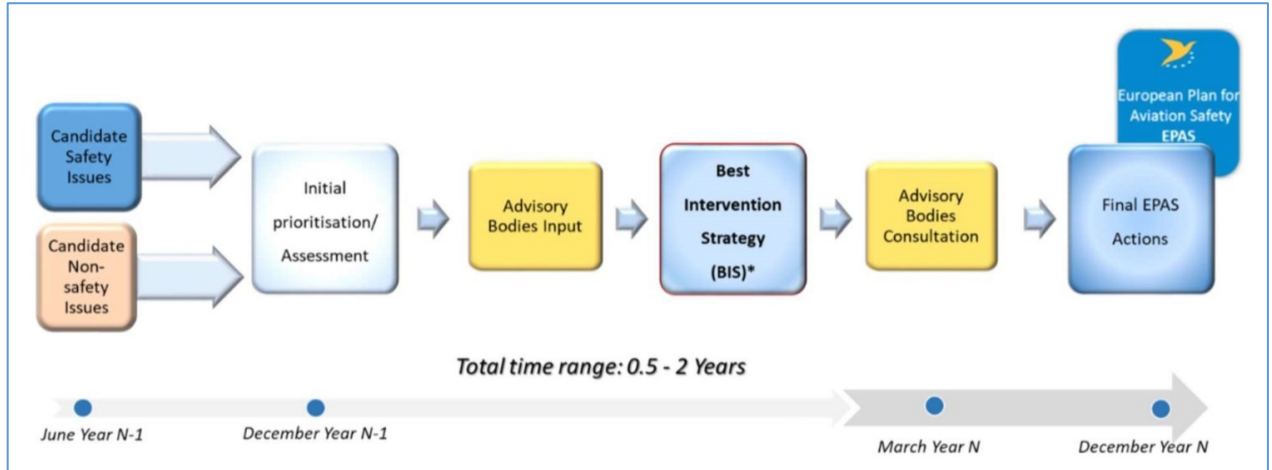 European Plan for
Aviation Safety
EPAS
Candidate
Safety
Issues
Candidate
Non-
safety
Issues
Initial
prioritisation/
Assessment
Advisory
Bodies Input
Best
Intervention
Strategy
(BIS)*
Advisory
Bodies
Consultation
Final EPAS
Actions
Total time range: 0.5 - 2 Years
June Year N-1
December Year N-1
March Year N
December Year N